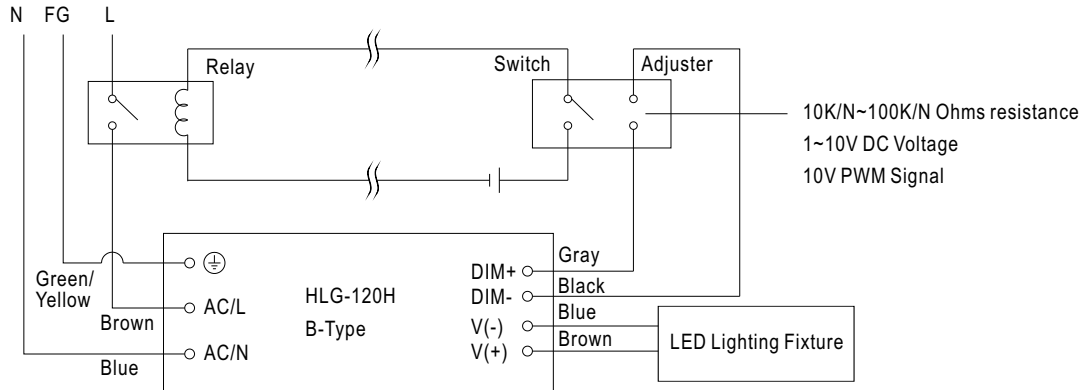 N FG L
Relay
Switch
Adjuster
10K/N~100K/N Ohms resistance
1~10V DC Voltage
10V PWM Signal
Green/
Yellow
Brown
Blue
AC/L
AC/N
HLG-120H
B-Type
DIM+
DIM-
V(-)
V(+)
Gray
Black
Blue
Brown
LED Lighting Fixture